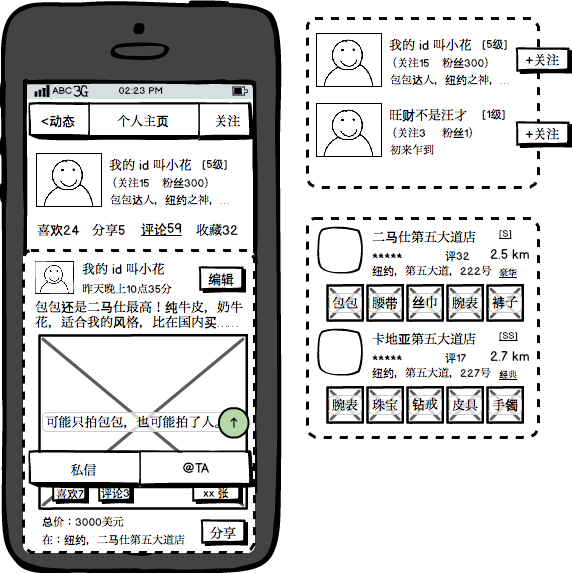 ABC 3G 02:23 PM
<动态 个人主页 关注
我的 id 叫小花 [5级]
(关注15 粉丝300)
包包达人，纽约之神，...
喜欢24 分享5 评论59 收藏32
我的 id 叫小花
昨天晚上10点35分
编辑
包包还是二马仕最高！纯牛皮，奶牛
花，适合我的风格，比在国内买……
可能只拍包包，也可能拍了人。
↑
私信 @TA
喜欢7 评论3 xx 张
总价：3000美元
在：纽约，二马仕第五大道店
分享
我的 id 叫小花 [5级]
(关注15 粉丝300)
包包达人，纽约之神，...
+关注
旺财不是汪才 [1级]
(关注3 粉丝1)
初来乍到
+关注
二马仕第五大道店 [S]
***** 评32 2.5 km
纽约，第五大道，222号 豪华
包包 腰带 丝巾 腕表 裤子
卡地亚第五大道店 [SS]
***** 评17 2.7 km
纽约，第五大道，227号 经典
腕表 珠宝 钻戒 皮具 手镯